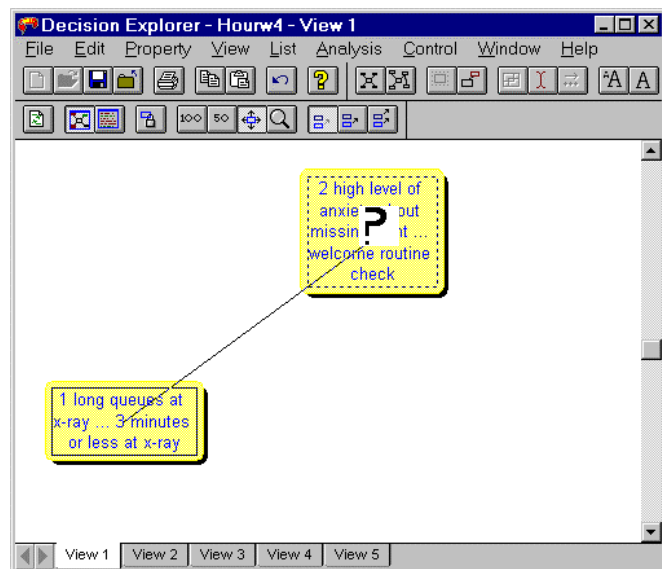 Decision Explorer - Hourw4 - View 1
File Edit Property View List Analysis Control Window Help
? A A
100 50
2 high level of
?
welcome routine
check
1 long queues at
x-ray ... 3 minutes
or less at x-ray
View 1 View 2 View 3 View 4 View 5